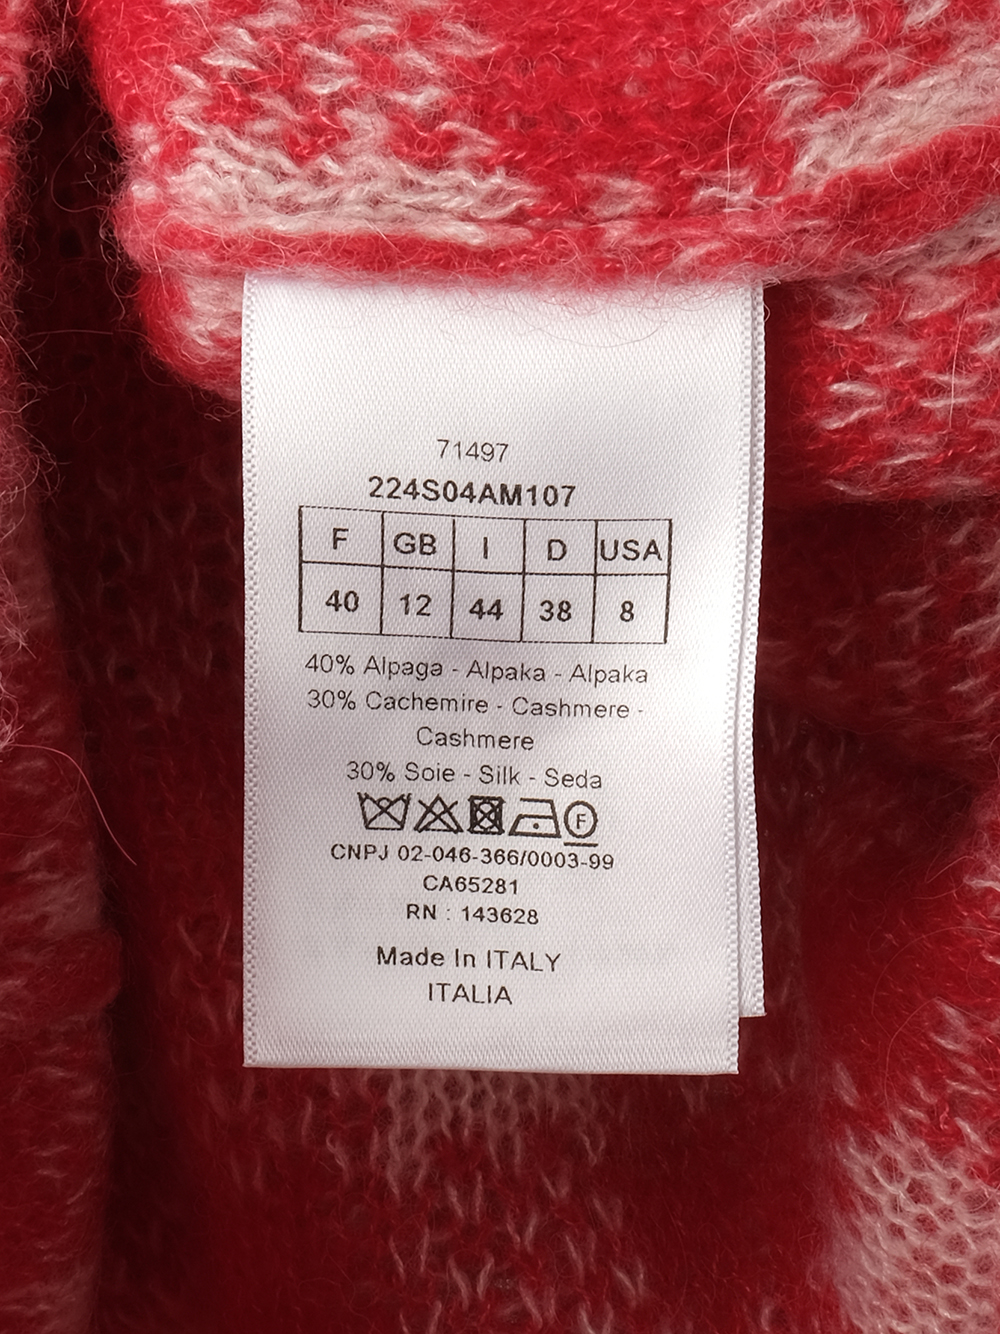 71497
224S04AM107
F GB I D USA
40 12 44 38 8
40% Alpaga - Alpaka - Alpaka
30% Cachemire - Cashmere -
Cashmere
30% Soie - Silk - Seda
F
CNPJ 02-046-366/0003-99
CA65281
RN : 143628
Made In ITALY
ITALIA